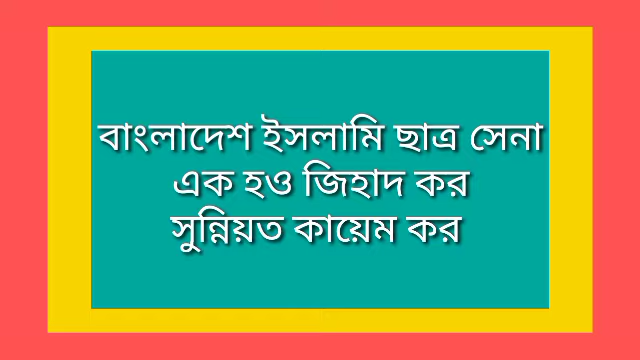 বাংলাদেশ ইসলামি ছাত্র সেনা
এক হও জিহাদ কর
সুন্নিয়ত কায়েম কর